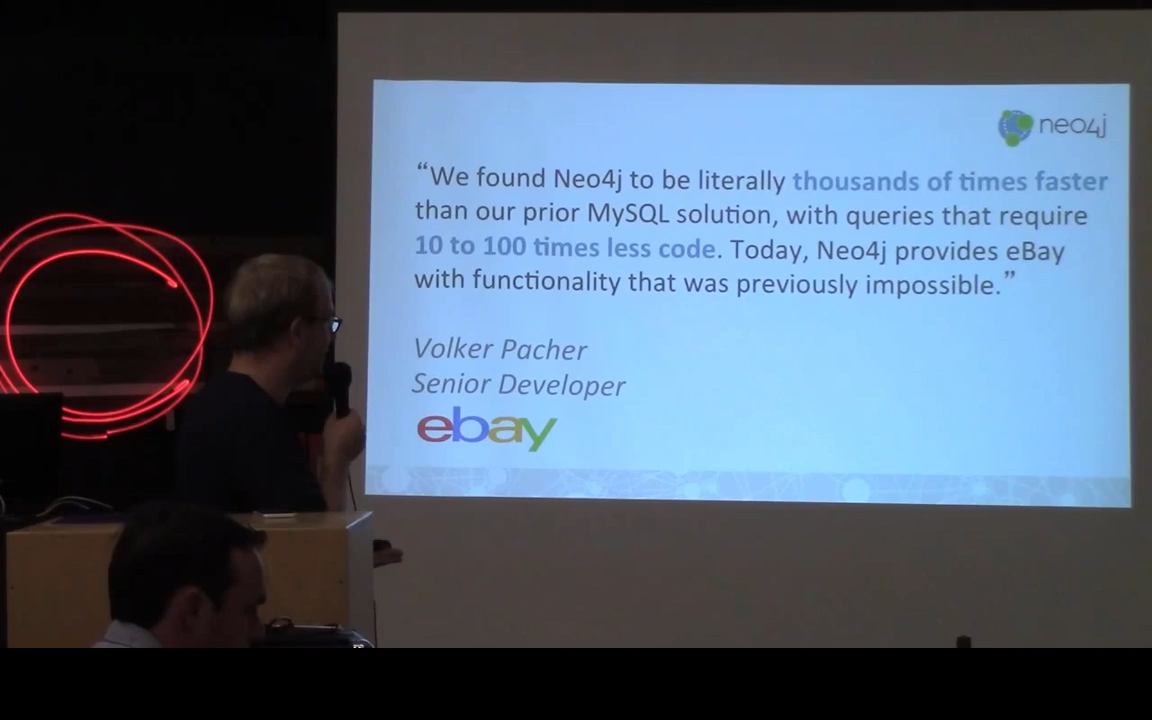 neo4j
“We found Neo4j to be literally thousands of times faster
than our prior MySQL solution, with queries that require
10 to 100 times less code. Today, Neo4j provides eBay
with functionality that was previously impossible.”
Volker Pacher
Senior Developer
ebay